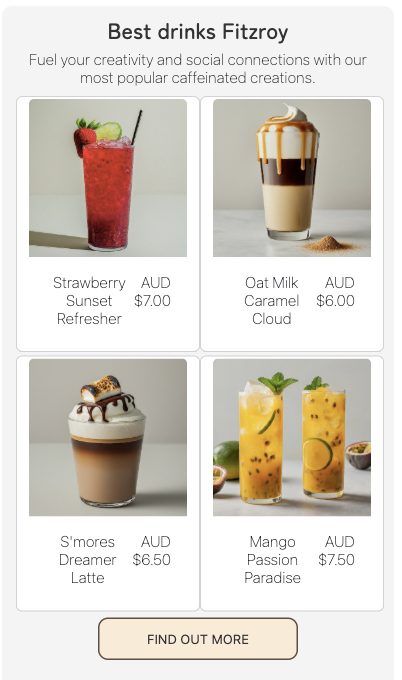 Best drinks Fitzroy
Fuel your creativity and social connections with our
most popular caffeinated creations.
Strawberry Sunset Refresher
AUD $7.00
Oat Milk Caramel Cloud
AUD $6.00
S'mores Dreamer Latte
AUD $6.50
Mango Passion Paradise
AUD $7.50
FIND OUT MORE